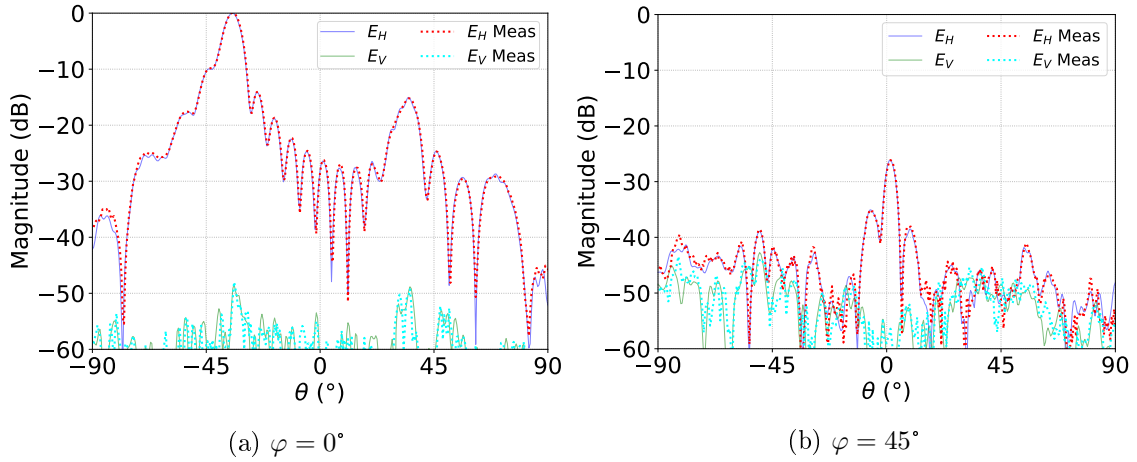 0
−10
−20
−30
−40
−50
−60
Magnitude (dB)
E_H
E_V
E_H Meas
E_V Meas
−90
−45
0
45
90
θ (°)
(a) φ = 0°
0
−10
−20
−30
−40
−50
−60
Magnitude (dB)
E_H
E_V
E_H Meas
E_V Meas
−90
−45
0
45
90
θ (°)
(b) φ = 45°